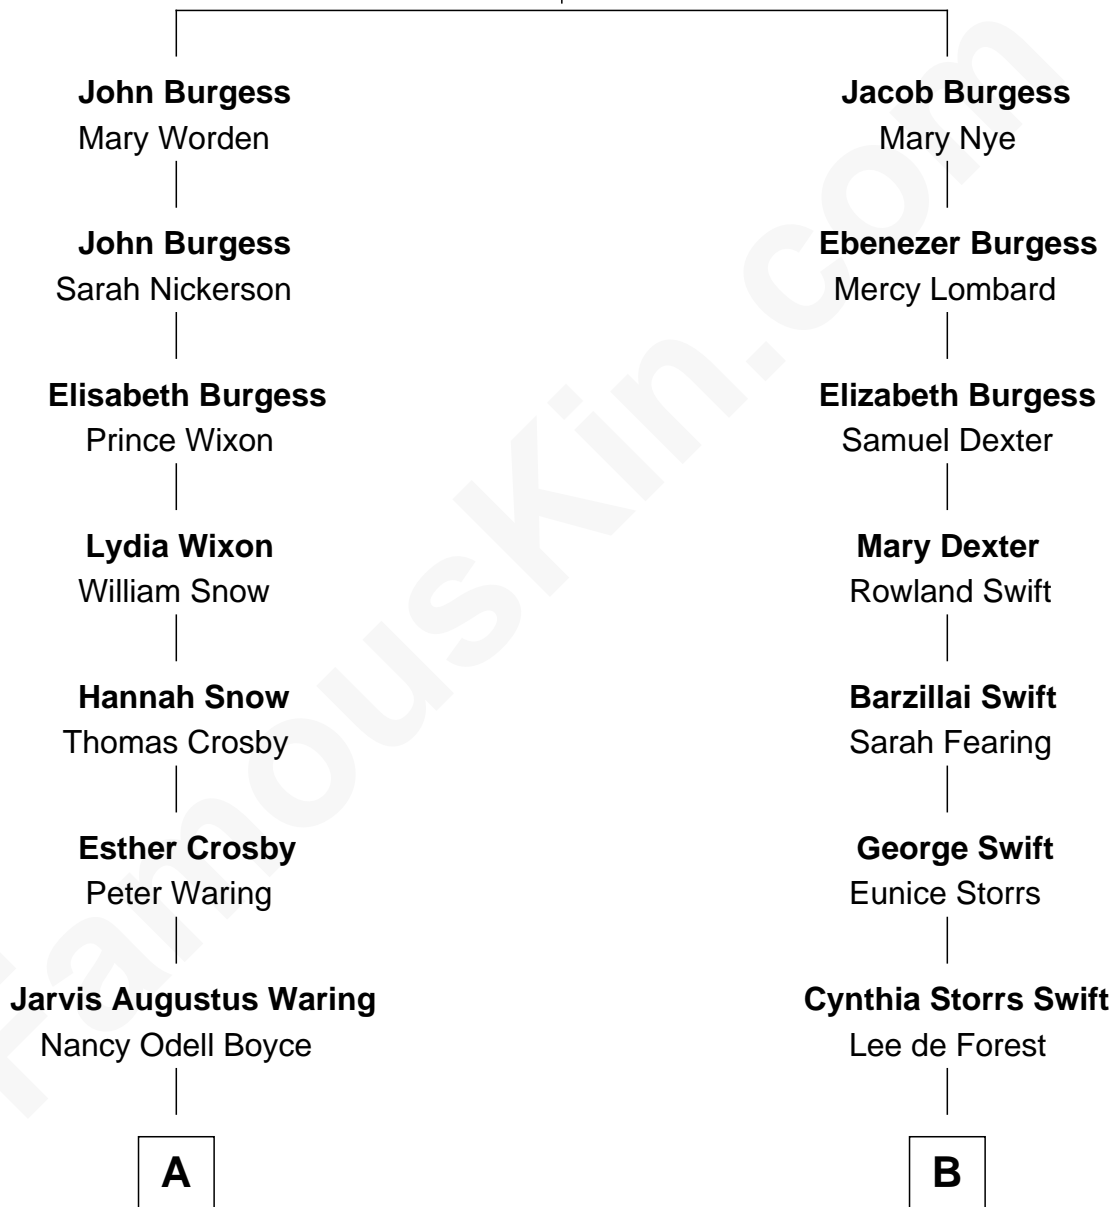 John Burgess
Mary Worden
John Burgess
Sarah Nickerson
Elisabeth Burgess
Prince Wixon
Lydia Wixon
William Snow
Hannah Snow
Thomas Crosby
Esther Crosby
Peter Waring
Jarvis Augustus Waring
Nancy Odell Boyce
A
Jacob Burgess
Mary Nye
Ebenezer Burgess
Mercy Lombard
Elizabeth Burgess
Samuel Dexter
Mary Dexter
Rowland Swift
Barzillai Swift
Sarah Fearing
George Swift
Eunice Storrs
Cynthia Storrs Swift
Lee de Forest
B
FamousKin.com